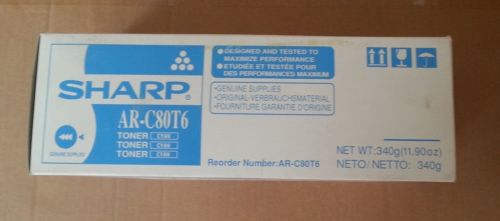 DESIGNED AND TESTED TO
MAXIMIZE PERFORMANCE
ETUDIÉE ET TESTÉE POUR
DES PERFORMANCES MAXIMUM
SHARP®
•GENUINE SUPPLIES
•ORIGINAL-VERBRAUCHSMATERIAL
•FOURNITURE GARANTIE D'ORIGINE
AR-C80T6
TONER
TONER
TONER
GENUINE SUPPLIES
Reorder Number:AR-C80T6
NET WT:340g(11.90oz)
NETO/NETTO: 340g